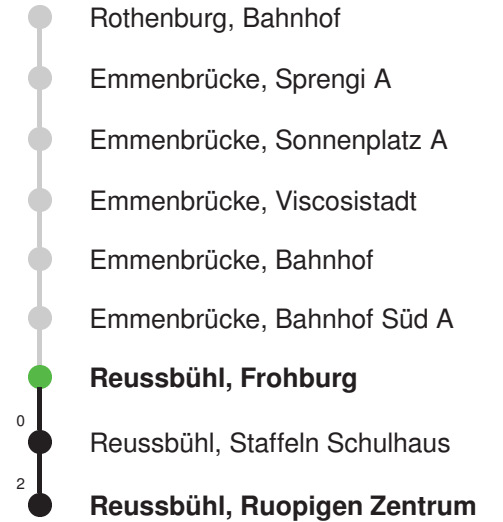 Rothenburg, Bahnhof
Emmenbrücke, Sprengi A
Emmenbrücke, Sonnenplatz A
Emmenbrücke, Viscosistadt
Emmenbrücke, Bahnhof
Emmenbrücke, Bahnhof Süd A
Reussbühl, Frohburg
0 Reussbühl, Staffeln Schulhaus
2 Reussbühl, Ruopigen Zentrum